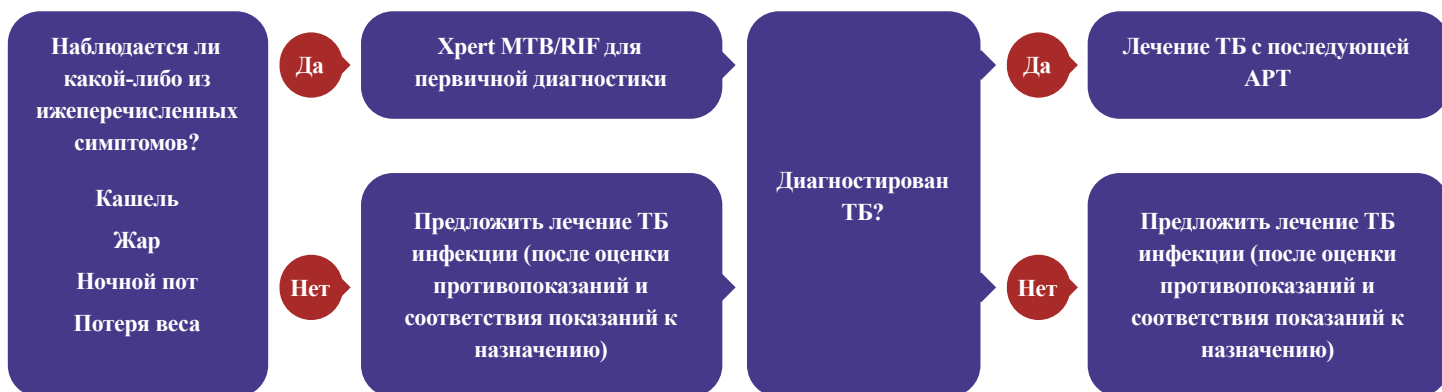 Наблюдается ли
какой-либо из
ижеперечисленных
симптомов?
Кашель
Жар
Ночной пот
Потеря веса
Да
Xpert MTB/RIF для
первичной диагностики
Нет
Предложить лечение ТБ
инфекции (после оценки
противопоказаний и
соответствия показаний к
назначению)
Диагностирован
ТБ?
Да
Лечение ТБ с последующей
АРТ
Нет
Предложить лечение ТБ
инфекции (после оценки
противопоказаний и
соответствия показаний к
назначению)